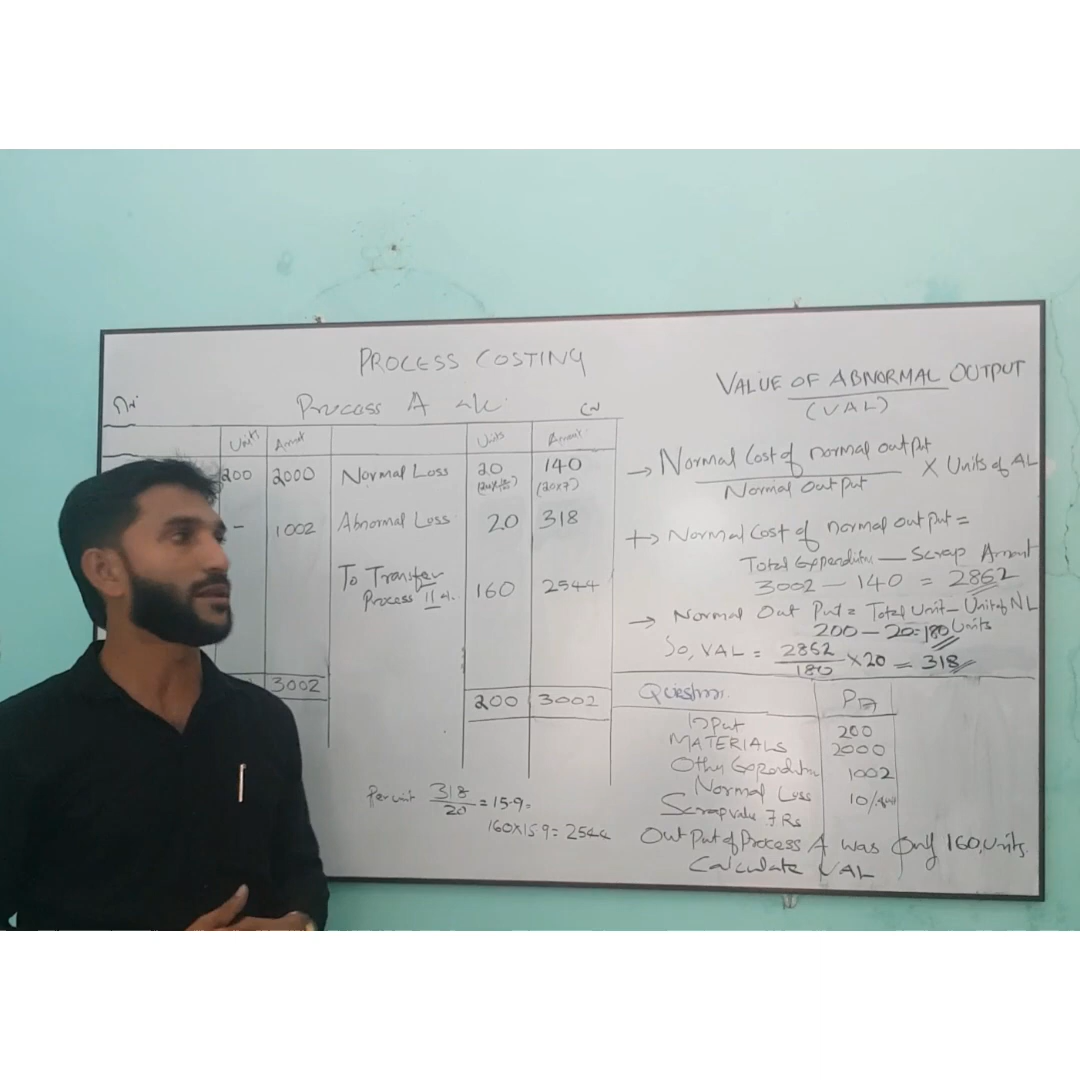 PROCESS COSTING
Dr
Process A a/c
Cr
Units Amount Units Amount
200 2000 Normal Loss 20 140
(20x7)
- 1002 Abnormal Loss 20 318
To Transfer
Process II a/c 160 2544
3002 200 3002
Per unit 318/20 = 15.9
160x15.9 = 2544
VALUE OF ABNORMAL OUTPUT
(VAL)
→ Normal Cost of normal output
Normal Output
X Units of AL
→ Normal Cost of normal output =
Total Expenditure — Scrap Amount
3002 — 140 = 2862
→ Normal Out Put = Total Unit — Unit of NL
200 — 20 = 180 Units
So, VAL = 2862/180 x 20 = 318
Question. PA
Input 200
MATERIALS 2000
Other Expenditure 1002
Normal Loss 10/.
Scrap value 7 Rs
Output of Process A was only 160, units.
Calculate VAL